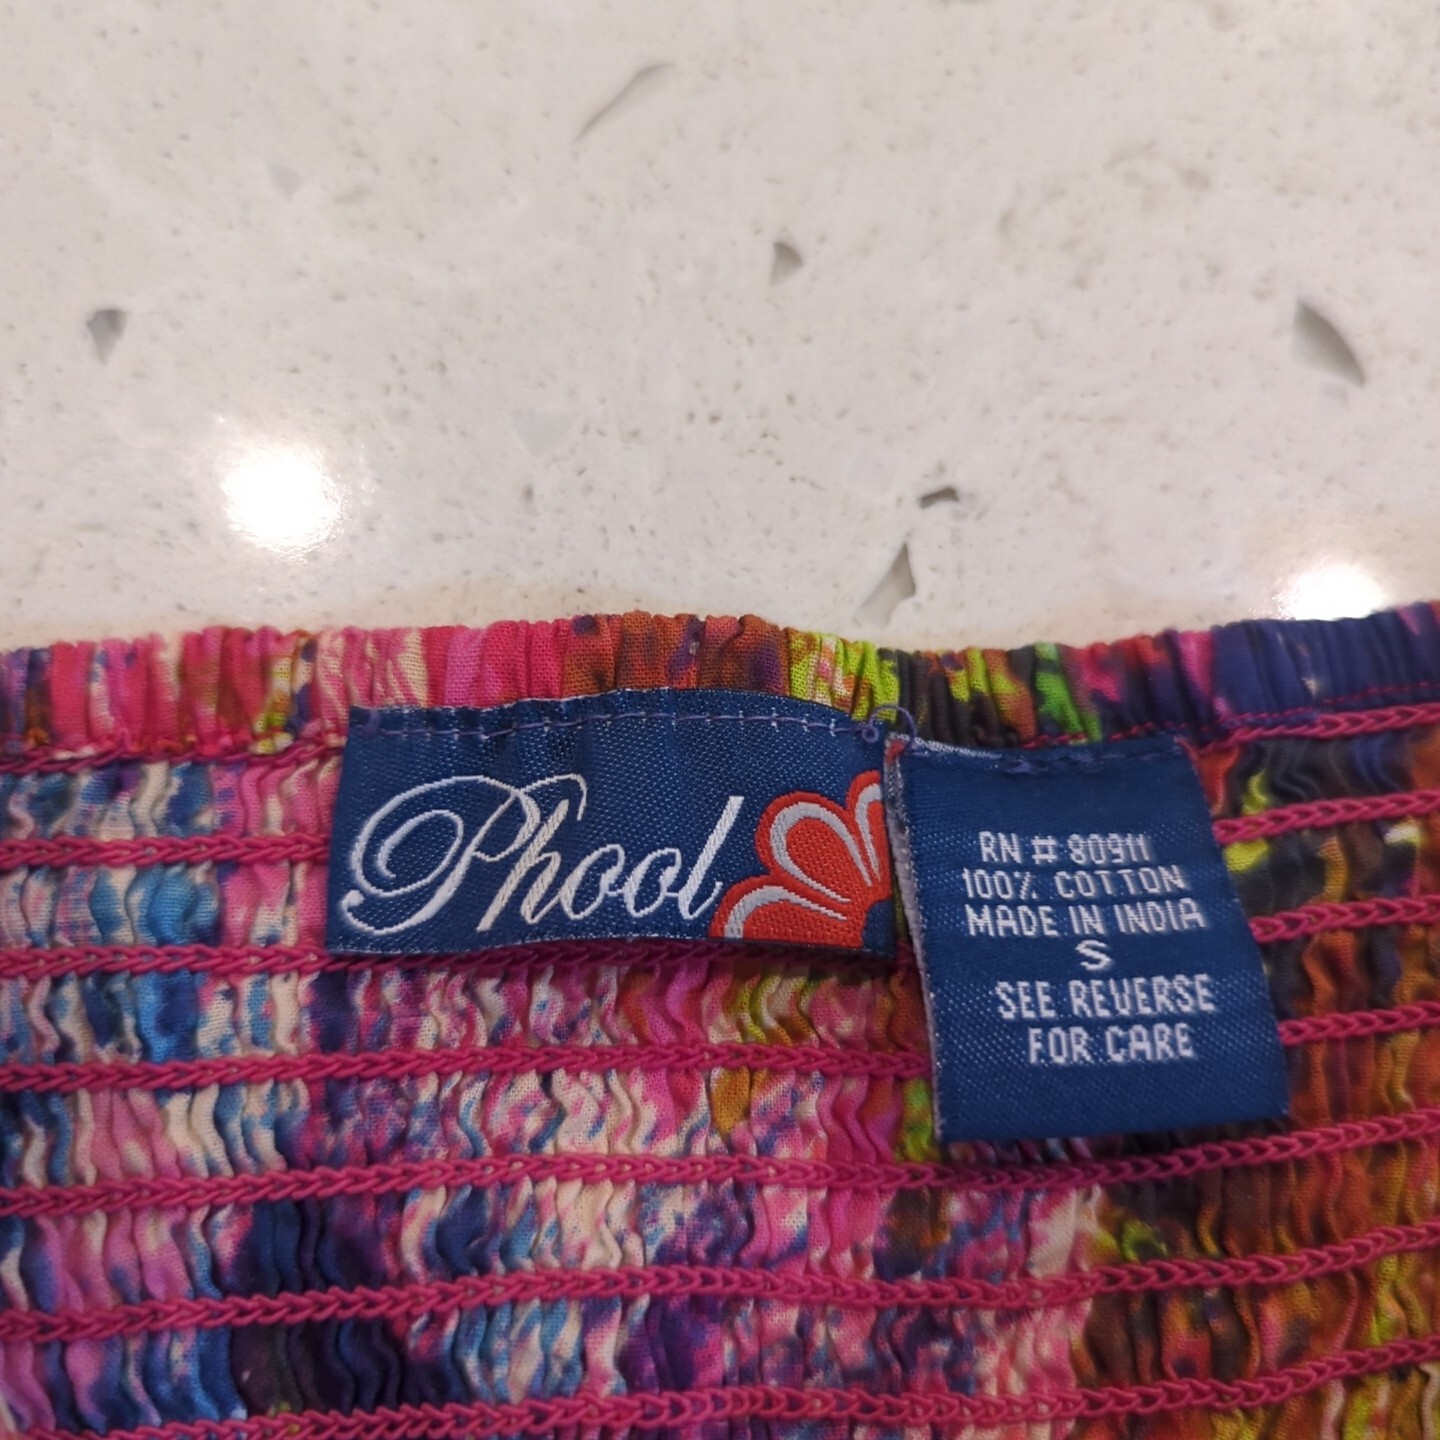 Phool
RN # 80911
100% COTTON
MADE IN INDIA
S
SEE REVERSE
FOR CARE